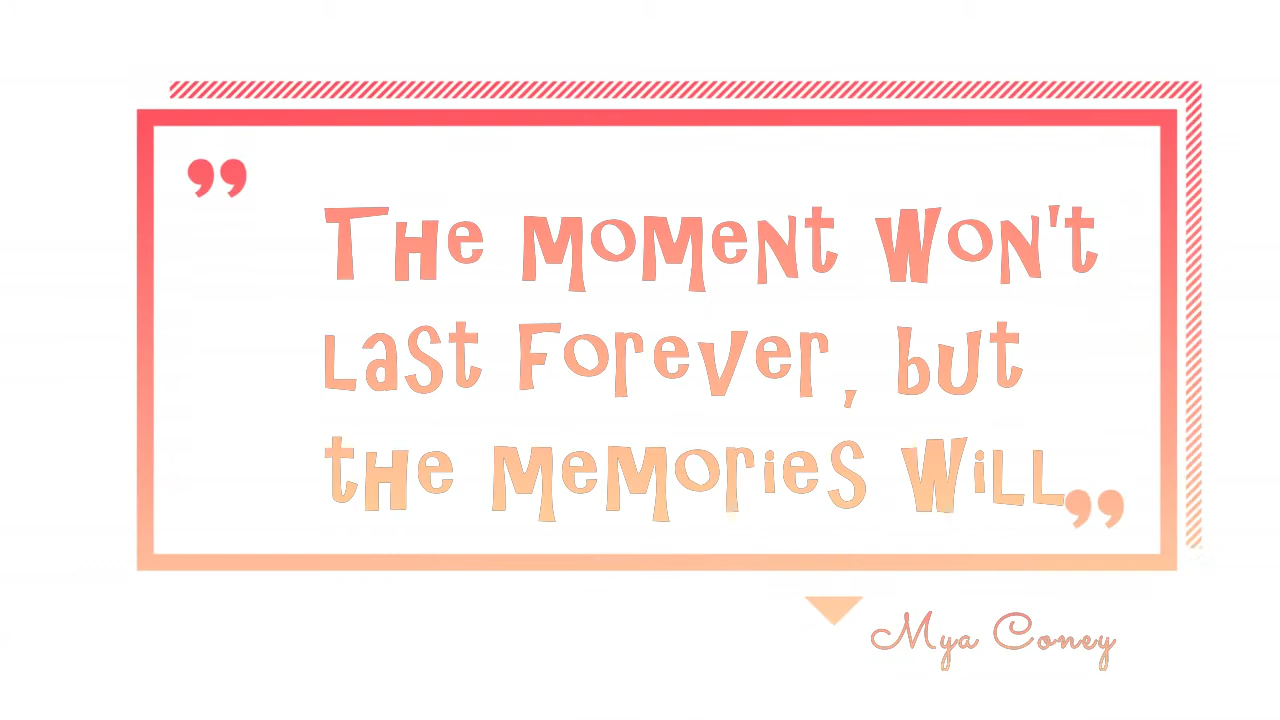 ”
The moment won't
Last Forever, but
the memories will
”
Mya Coney